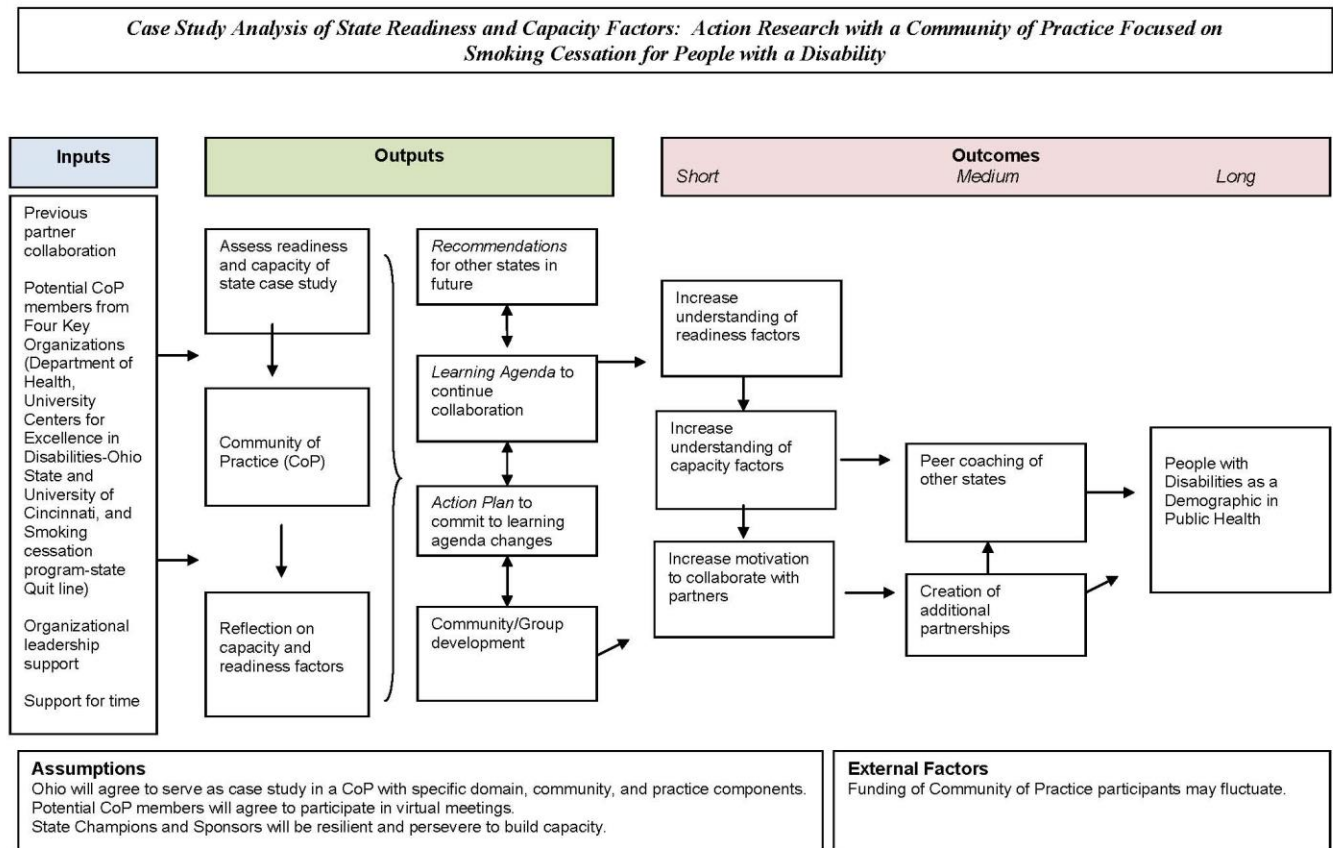 Case Study Analysis of State Readiness and Capacity Factors:  Action Research with a Community of Practice Focused on
Smoking Cessation for People with a Disability
Inputs
Previous
partner
collaboration
Potential CoP
members from
Four Key
Organizations
(Department of
Health,
University
Centers for
Excellence in
Disabilities-Ohio
State and
University of
Cincinnati, and
Smoking
cessation
program-state
Quit line)
Organizational
leadership
support
Support for time
Outputs
Assess readiness
and capacity of
state case study
Community of
Practice (CoP)
Reflection on
capacity and
readiness factors
Recommendations
for other states in
future
Learning Agenda to
continue
collaboration
Action Plan to
commit to learning
agenda changes
Community/Group
development
Outcomes
Short Medium Long
Increase
understanding of
readiness factors
Increase
understanding of
capacity factors
Increase motivation
to collaborate with
partners
Peer coaching of
other states
Creation of
additional
partnerships
People with
Disabilities as a
Demographic in
Public Health
Assumptions
Ohio will agree to serve as case study in a CoP with specific domain, community, and practice components.
Potential CoP members will agree to participate in virtual meetings.
State Champions and Sponsors will be resilient and persevere to build capacity.
External Factors
Funding of Community of Practice participants may fluctuate.